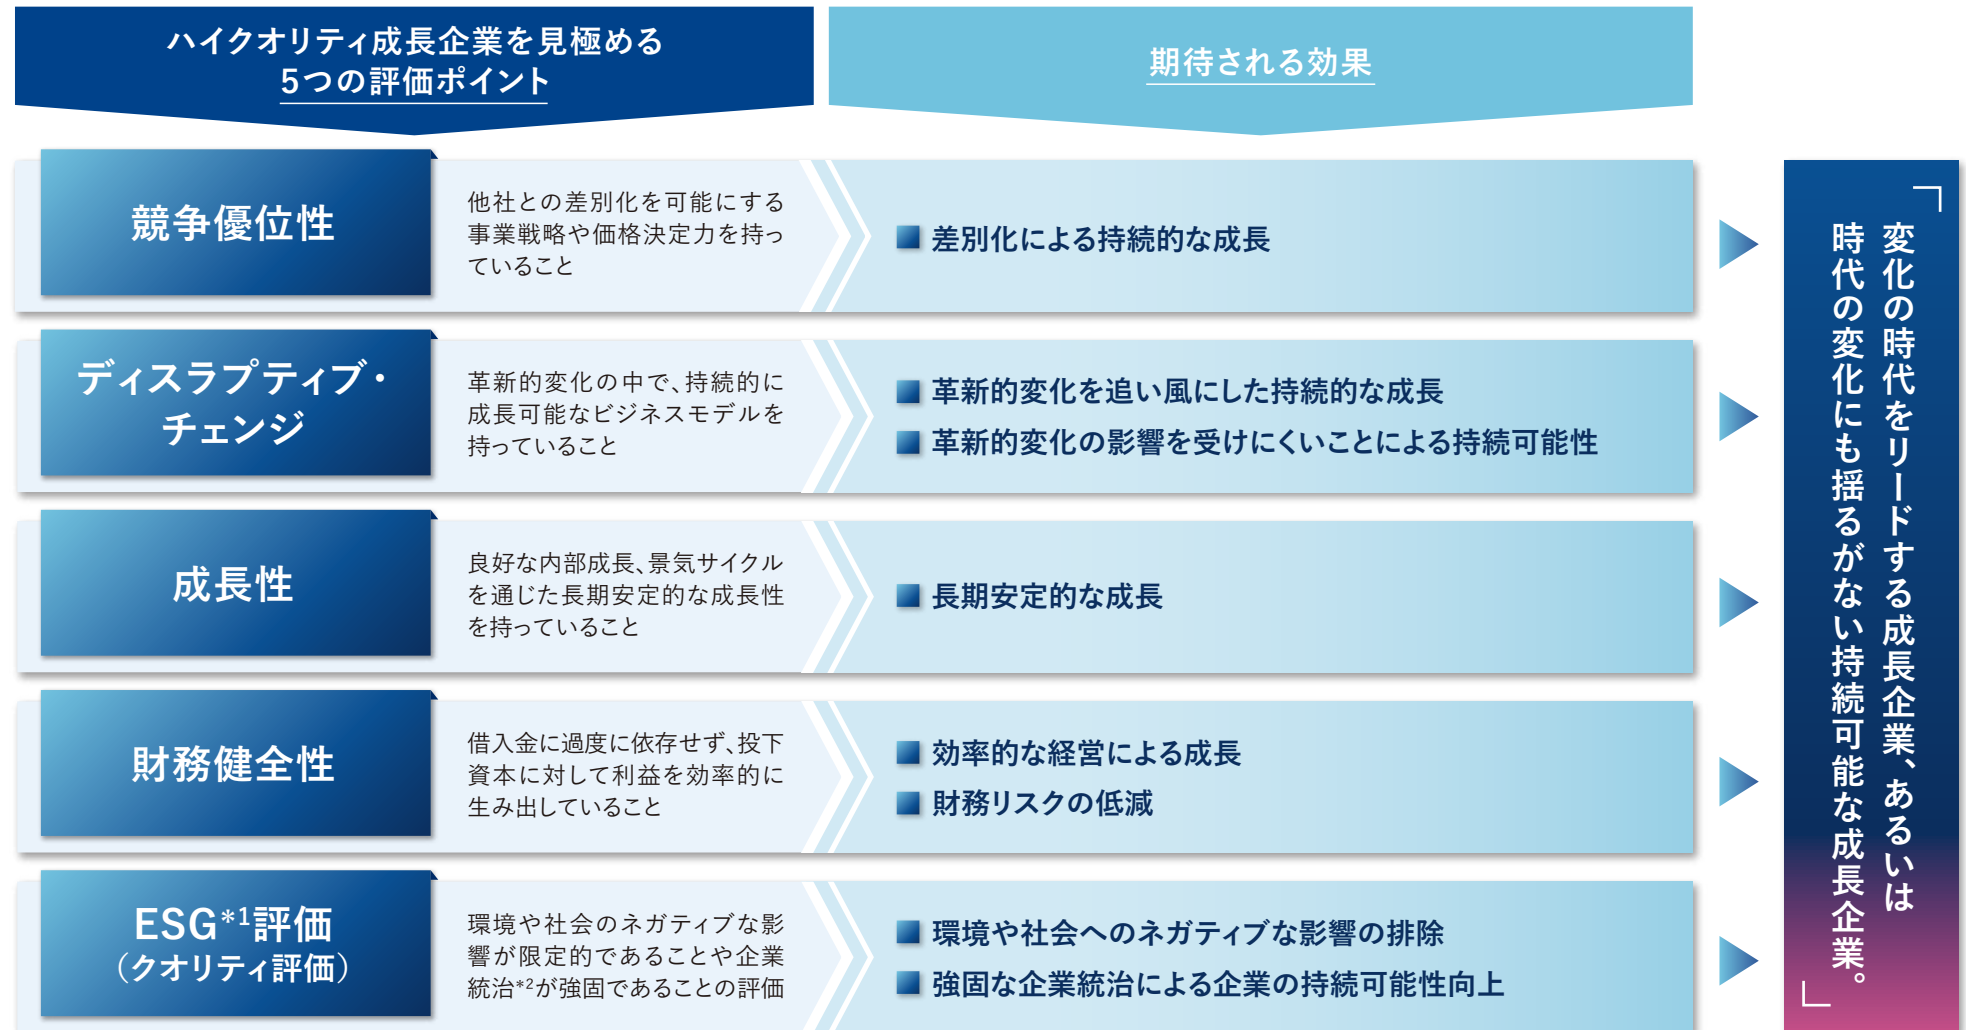 ハイクオリティ成長企業を見極める
5つの評価ポイント
期待される効果
競争優位性
他社との差別化を可能にする
事業戦略や価格決定力を持っ
ていること
差別化による持続的な成長
ディスラプティブ・
チェンジ
革新的変化の中で、持続的に
成長可能なビジネスモデルを
持っていること
革新的変化を追い風にした持続的な成長
革新的変化の影響を受けにくいことによる持続可能性
成長性
良好な内部成長、景気サイクル
を通じた長期安定的な成長性
を持っていること
長期安定的な成長
財務健全性
借入金に過度に依存せず、投下
資本に対して利益を効率的に
生み出していること
効率的な経営による成長
財務リスクの低減
ESG*1評価
（クオリティ評価）
環境や社会のネガティブな影
響が限定的であることや企業
統治*2が強固であることの評価
環境や社会へのネガティブな影響の排除
強固な企業統治による企業の持続可能性向上
「変化の時代をリードする成長企業、あるいは
時代の変化にも揺るがない持続可能な成長企業。」